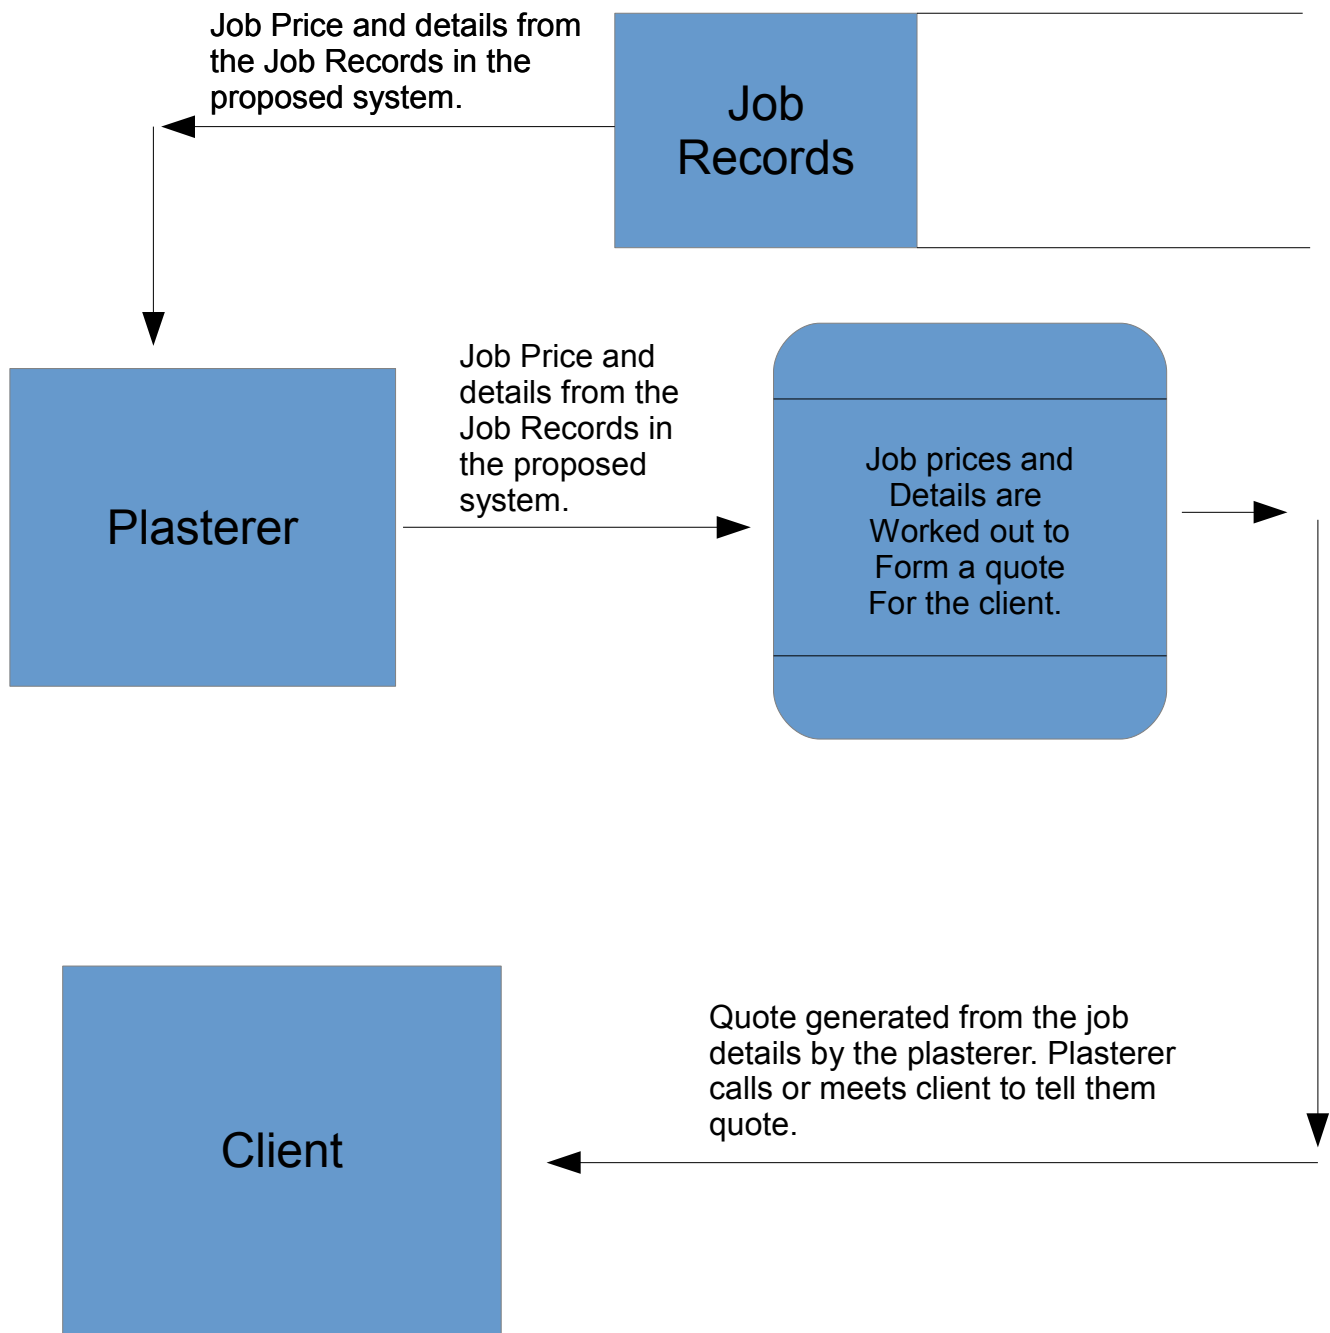 Job Price and details from
the Job Records in the
proposed system.
Job
Records
Job Price and
details from the
Job Records in
the proposed
system.
Plasterer
Job prices and
Details are
Worked out to
Form a quote
For the client.
Quote generated from the job
details by the plasterer. Plasterer
calls or meets client to tell them
quote.
Client